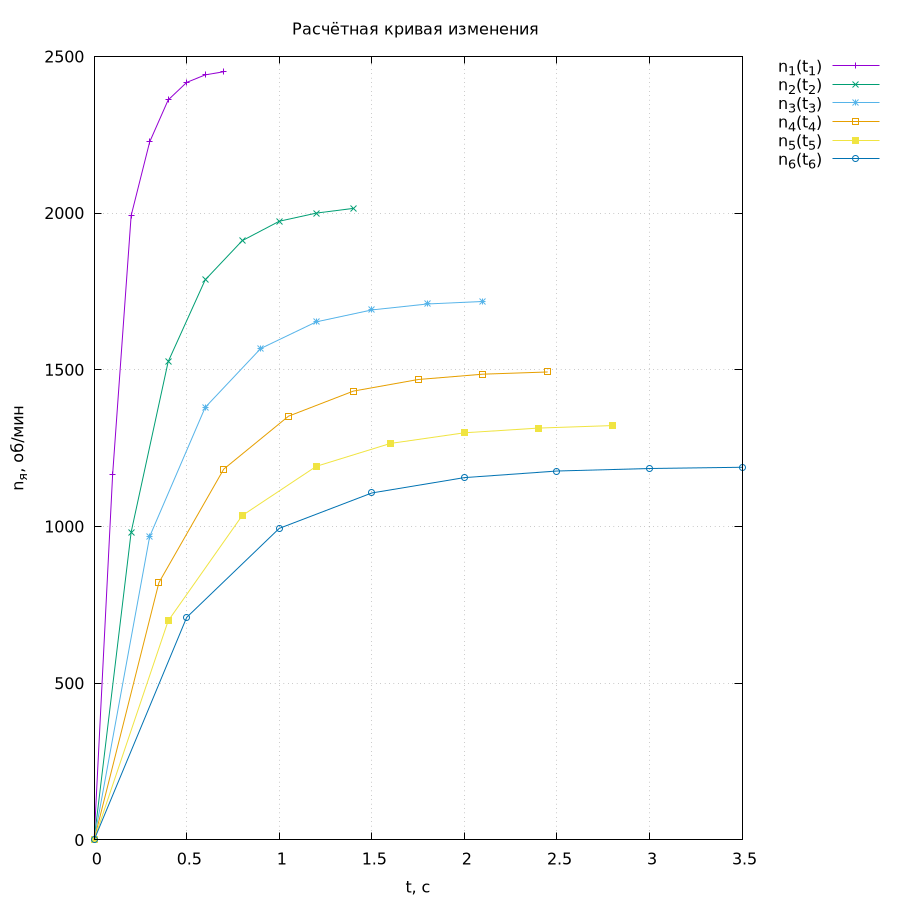 Расчётная кривая изменения
n1(t1)
n2(t2)
n3(t3)
n4(t4)
n5(t5)
n6(t6)
2500
2000
1500
1000
500
0
nя, об/мин
0 0.5 1 1.5 2 2.5 3 3.5
t, с